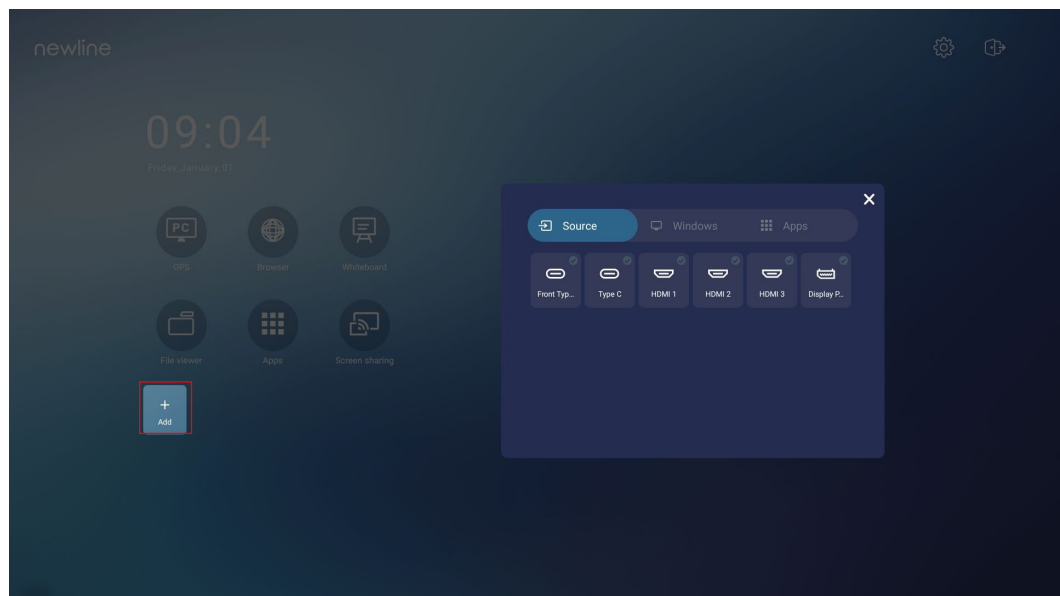 newline
09:04
Friday,January,01
PC
OPS
Browser
Whiteboard
File viewer
Apps
Screen sharing
+
Add
Source
Windows
Apps
Front Typ...
Type C
HDMI 1
HDMI 2
HDMI 3
Display P...